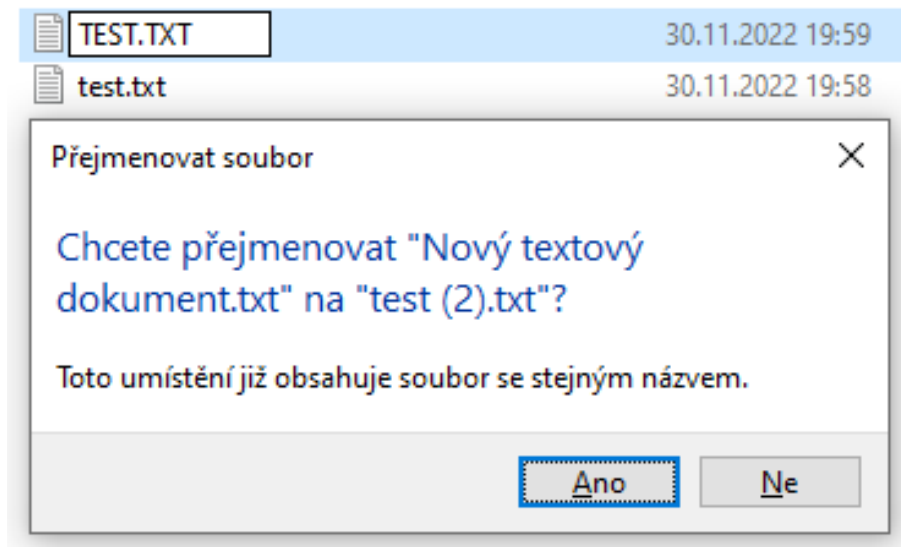 TEST.TXT 30.11.2022 19:59
test.txt 30.11.2022 19:58
Přejmenovat soubor
Chcete přejmenovat "Nový textový
dokument.txt" na "test (2).txt"?
Toto umístění již obsahuje soubor se stejným názvem.
Ano Ne